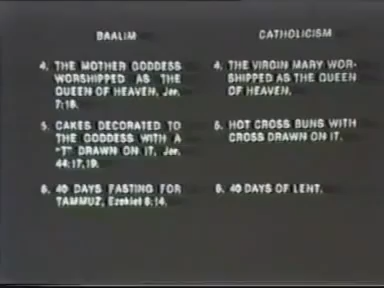 BAALIM
4. THE MOTHER GODDESS
WORSHIPPED AS THE
QUEEN OF HEAVEN, Jer.
7:18.
5. CAKES DECORATED TO
THE GODDESS WITH A
"T" DRAWN ON IT, Jer.
44:17,19.
6. 40 DAYS FASTING FOR
TAMMUZ, Ezekiel 8:14.
CATHOLICISM
4. THE VIRGIN MARY WOR-
SHIPPED AS THE QUEEN
OF HEAVEN.
5. HOT CROSS BUNS WITH
CROSS DRAWN ON IT.
6. 40 DAYS OF LENT.